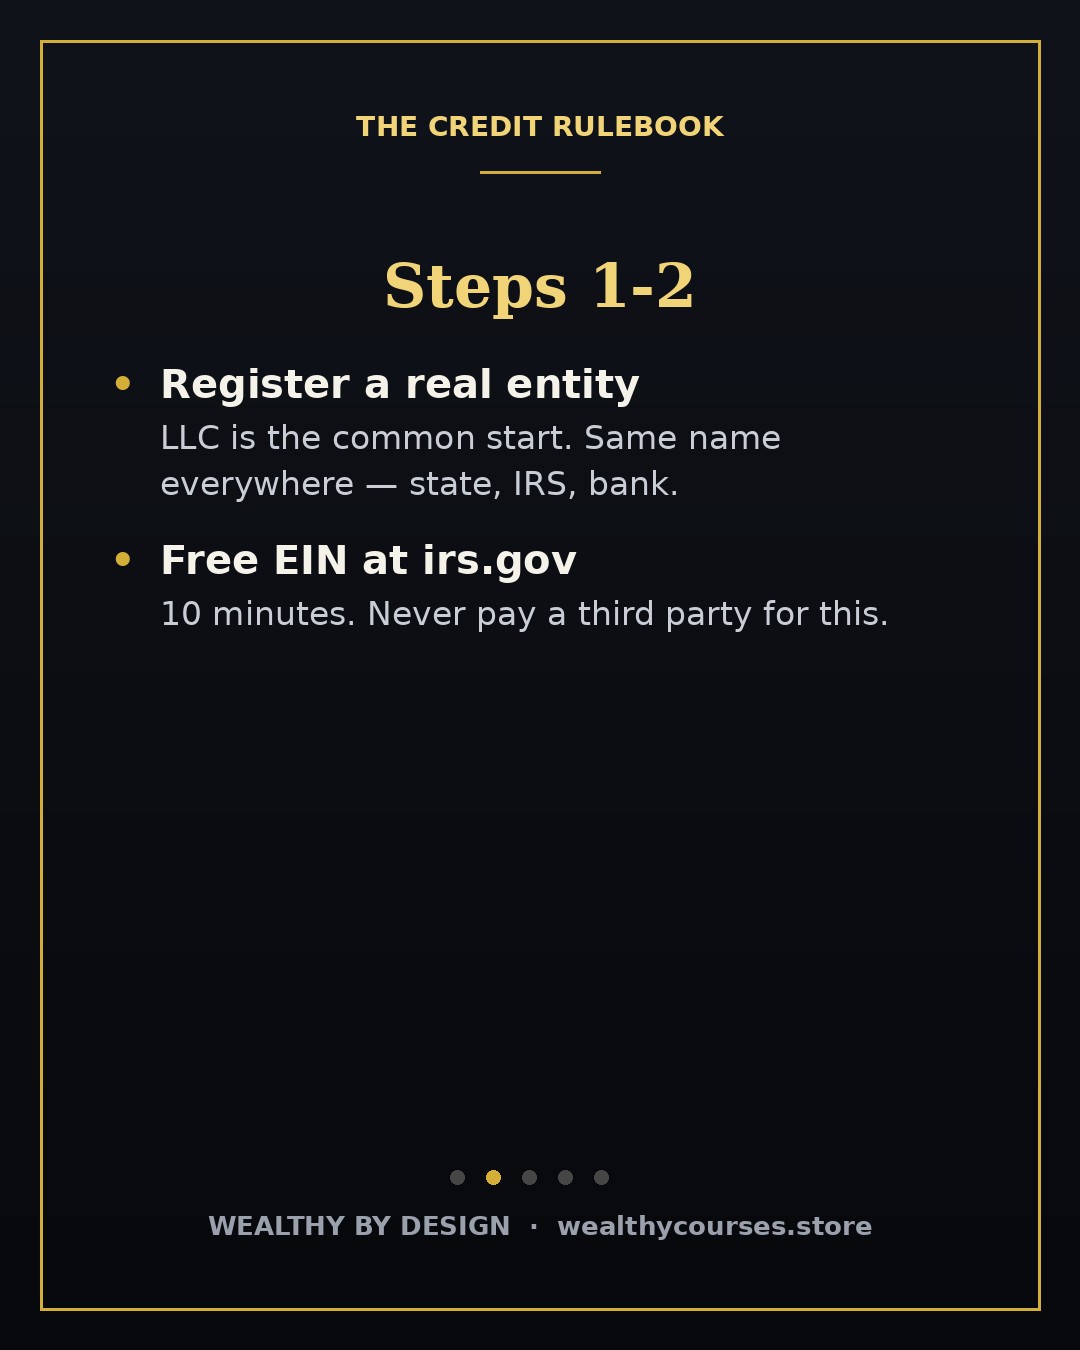 THE CREDIT RULEBOOK
Steps 1-2
• Register a real entity
LLC is the common start. Same name
everywhere — state, IRS, bank.
• Free EIN at irs.gov
10 minutes. Never pay a third party for this.
WEALTHY BY DESIGN · wealthycourses.store